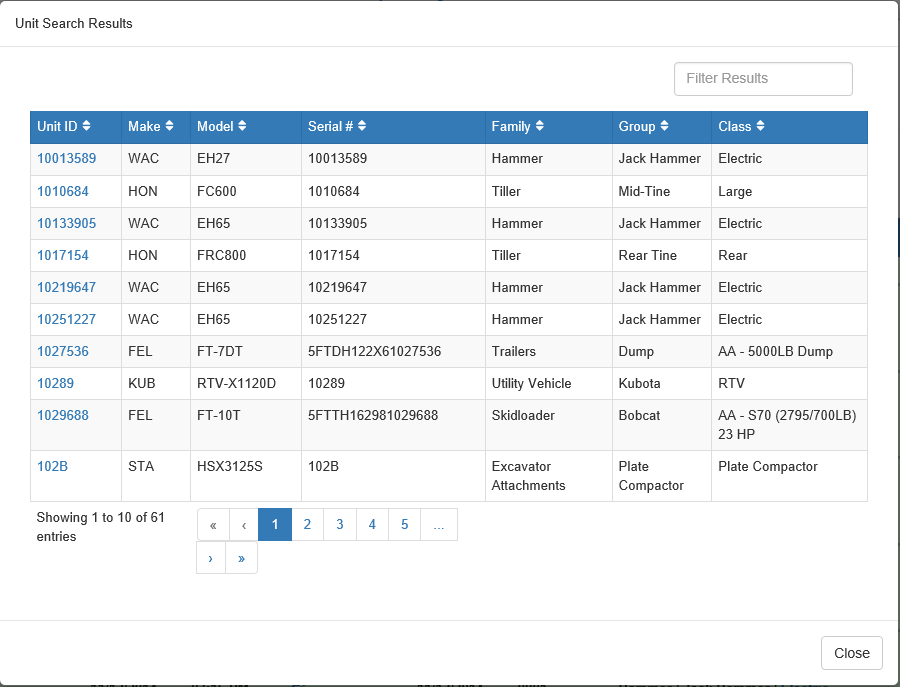 Unit Search Results
Filter Results
Unit ID Make Model Serial # Family Group Class
10013589 WAC EH27 10013589 Hammer Jack Hammer Electric
1010684 HON FC600 1010684 Tiller Mid-Tine Large
10133905 WAC EH65 10133905 Hammer Jack Hammer Electric
1017154 HON FRC800 1017154 Tiller Rear Tine Rear
10219647 WAC EH65 10219647 Hammer Jack Hammer Electric
10251227 WAC EH65 10251227 Hammer Jack Hammer Electric
1027536 FEL FT-7DT 5FTDH122X61027536 Trailers Dump AA - 5000LB Dump
10289 KUB RTV-X1120D 10289 Utility Vehicle Kubota RTV
1029688 FEL FT-10T 5FTTH162981029688 Skidloader Bobcat AA - S70 (2795/700LB)
23 HP
102B STA HSX3125S 102B Excavator Plate Plate Compactor
Attachments Compactor
Showing 1 to 10 of 61 « ‹ 1 2 3 4 5 ...
entries
› »
Close